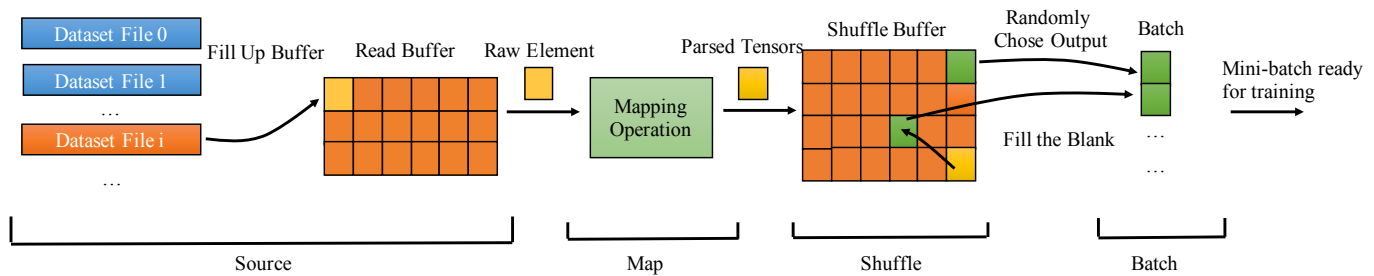 Dataset File 0
Dataset File 1
...
Dataset File i
...
Fill Up Buffer
Read Buffer
Raw Element
Mapping
Operation
Parsed Tensors
Shuffle Buffer
Randomly
Chose Output
Fill the Blank
Batch
...
...
Mini-batch ready
for training
Source
Map
Shuffle
Batch